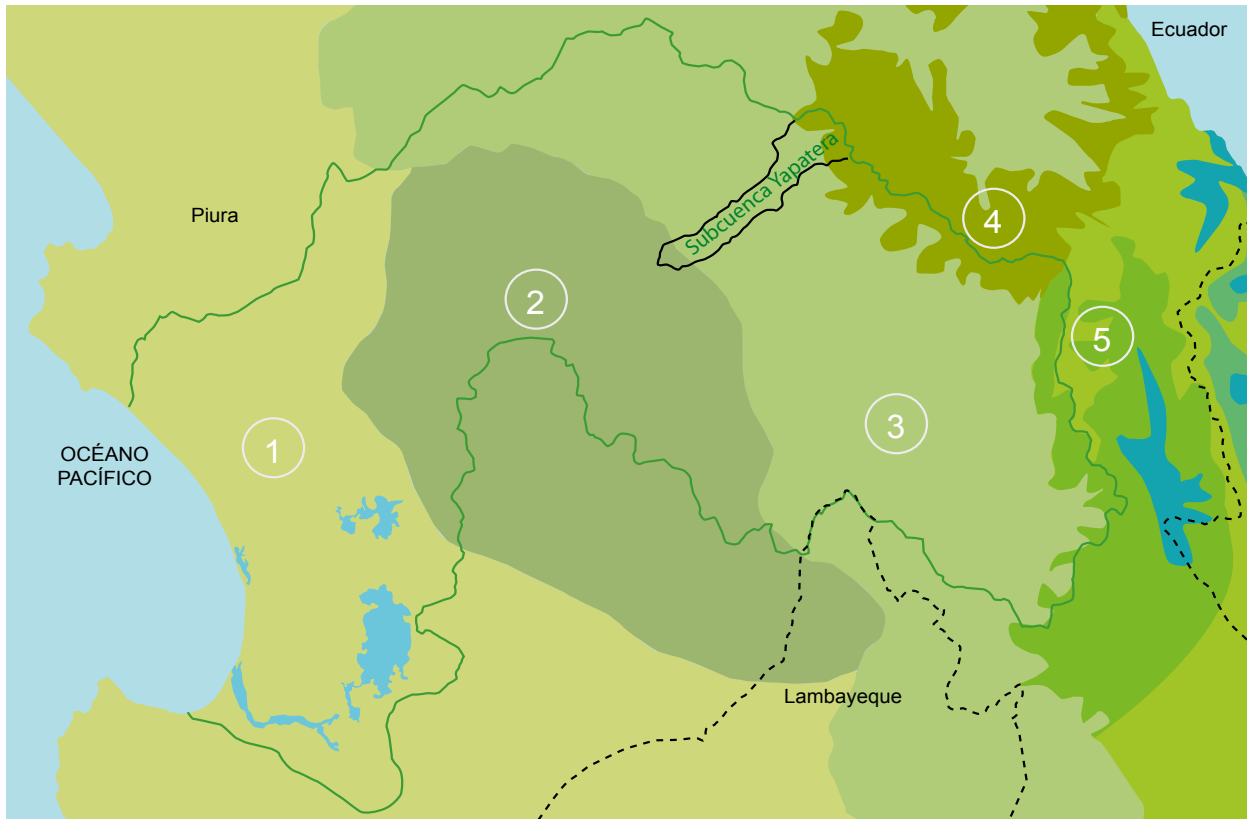 Ecuador
Subcuenca Yapatera
Piura
4
2
5
3
1
OCÉANO
PACÍFICO
Lambayeque